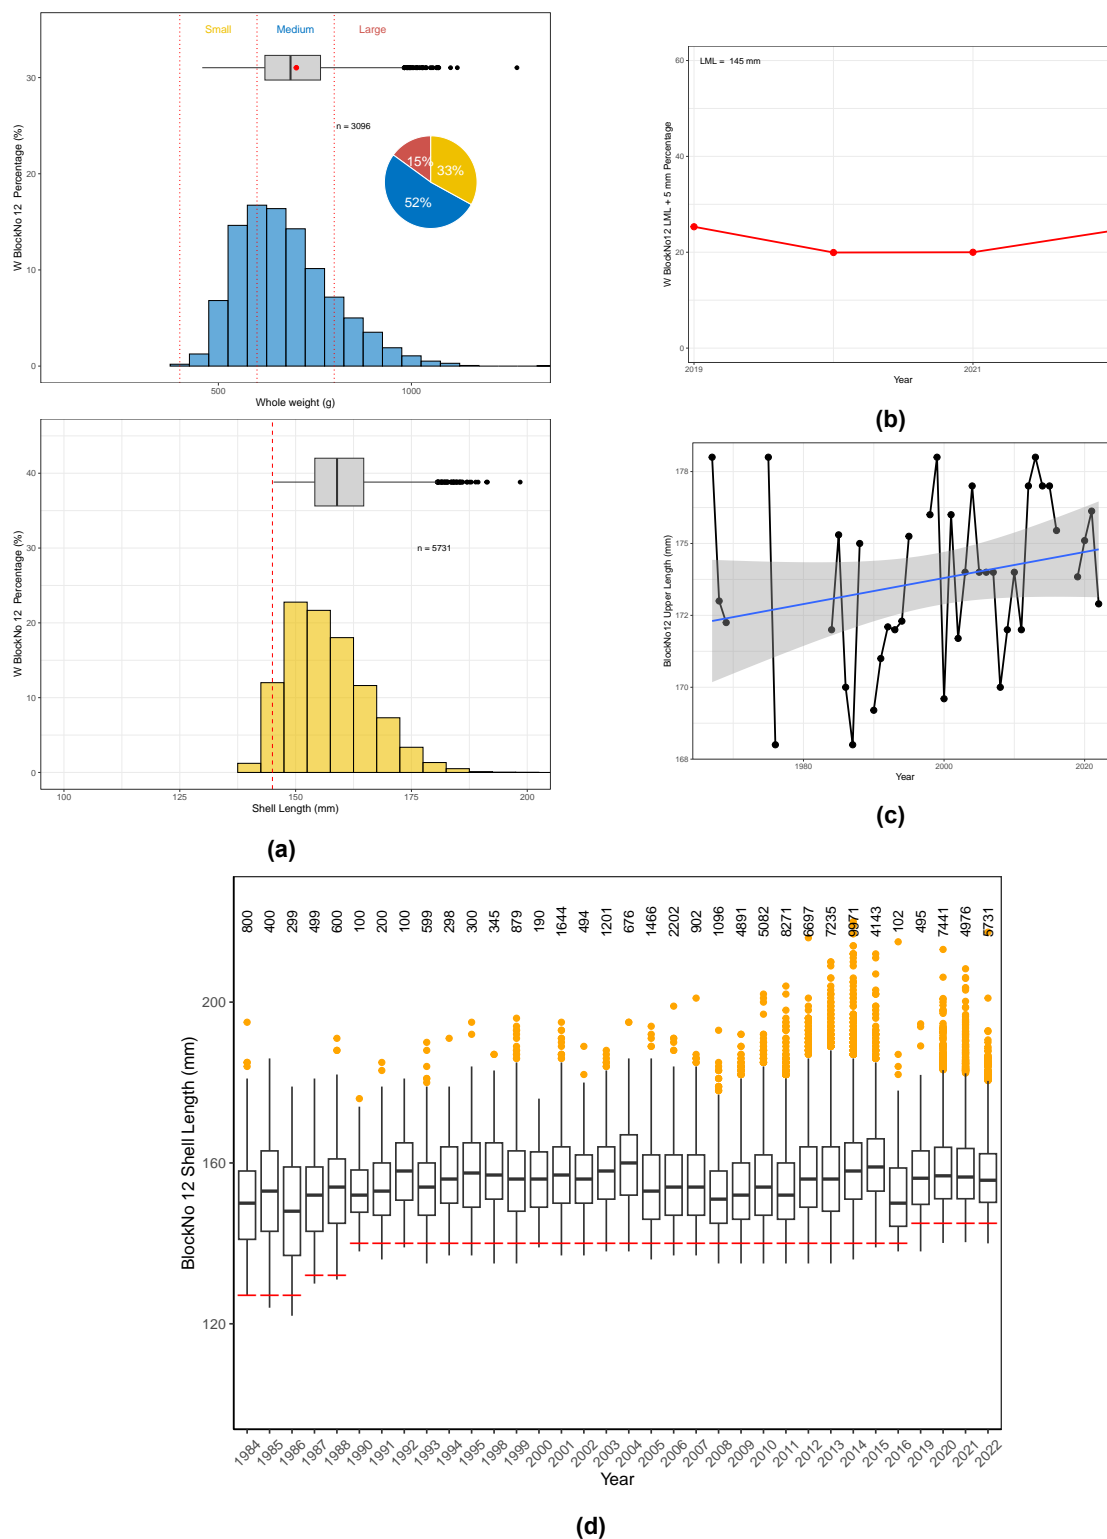 Small Medium Large
n = 3096
15% 33%
52%
W BlockNo 12 Percentage (%)
30
20
10
0
500 1000
Whole weight (g)
W BlockNo 12 Percentage (%)
40
30
20
10
0
n = 5731
100 125 150 175 200
Shell Length (mm)
(a)
LML = 145 mm
W BlockNo12 LML + 5 mm Percentage
60
40
20
0
2019 2021
Year
(b)
BlockNo12 Upper Length (mm)
178
175
172
170
168
1980 2000 2020
Year
(c)
800 400 299 499 600 100 200 100 599 298 300 345 879 190 1644 494 1201 676 1466 2202 902 1096 4891 5082 8271 6697 7235 9971 4143 102 495 7441 4976 5731
BlockNo 12 Shell Length (mm)
200
160
120
1984 1985 1986 1987 1988 1990 1991 1992 1993 1994 1995 1998 1999 2000 2001 2002 2003 2004 2005 2006 2007 2008 2009 2010 2011 2012 2013 2014 2015 2016 2019 2020 2021 2022
Year
(d)